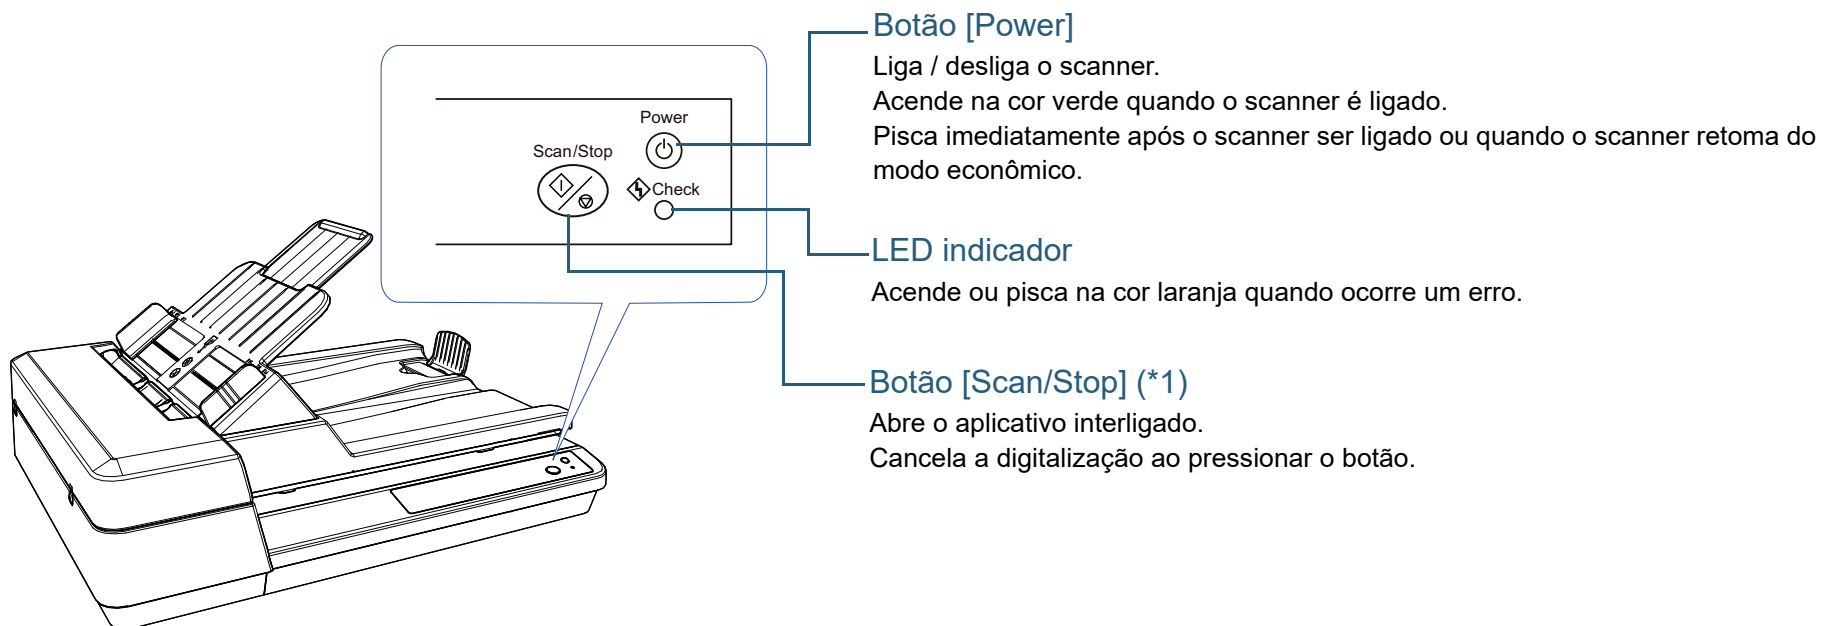 Botão [Power]
Liga / desliga o scanner.
Acende na cor verde quando o scanner é ligado.
Pisca imediatamente após o scanner ser ligado ou quando o scanner retoma do
modo econômico.
Power
Scan/Stop
Check
LED indicador
Acende ou pisca na cor laranja quando ocorre um erro.
Botão [Scan/Stop] (*1)
Abre o aplicativo interligado.
Cancela a digitalização ao pressionar o botão.